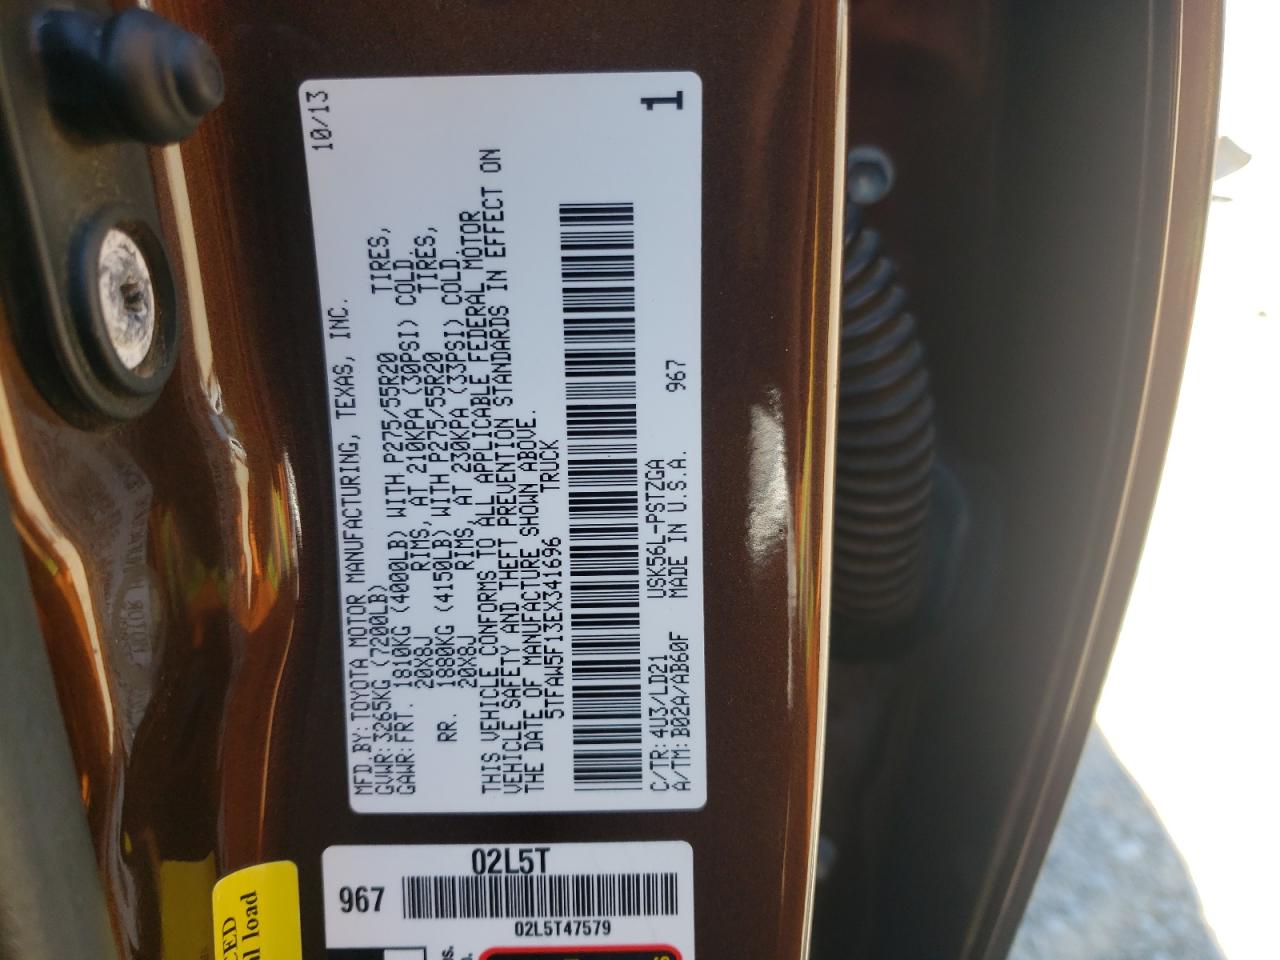 10/13
MFD.BY: TOYOTA MOTOR MANUFACTURING, TEXAS, INC.
GVWR: 3265KG (7200LB)
GAWR: FRT. 1810KG (4000LB) WITH P275/55R20 TIRES,
20X8J RIMS, AT 210KPA (30PSI) COLD.
RR. 1880KG (4150LB) WITH P275/55R20 TIRES,
20X8J RIMS, AT 230KPA (33PSI) COLD.
THIS VEHICLE CONFORMS TO ALL APPLICABLE FEDERAL MOTOR
VEHICLE SAFETY AND THEFT PREVENTION STANDARDS IN EFFECT ON
THE DATE OF MANUFACTURE SHOWN ABOVE.
5TFAW5F13EX341696 TRUCK
C/TR: 4U3/LD21 USK56L-PSTZGA
A/TM: B02A/AB60F MADE IN U.S.A. 967
1
02L5T
967
02L5T47579
load